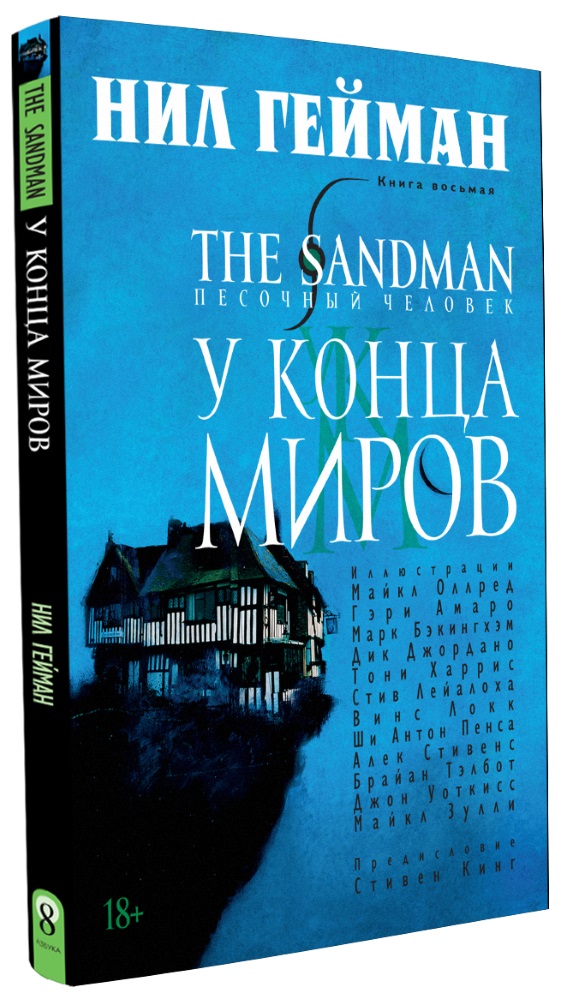 THE SANDMAN
У КОНЦА МИРОВ
НИЛ ГЕЙМАН
8
АЗБУКА
НИЛ ГЕЙМАН
Книга восьмая
THE SANDMAN
ПЕСОЧНЫЙ ЧЕЛОВЕК
У КОНЦА
МИРОВ
Иллюстрации
Майкл Оллред
Гэри Амаро
Марк Бэкингхэм
Дик Джордано
Тони Харрис
Стив Лейалоха
Винс Локк
Ши Антон Пенса
Алек Стивенс
Брайан Тэлбот
Джон Уоткисс
Майкл Зулли
Предисловие
Стивен Кинг
18+